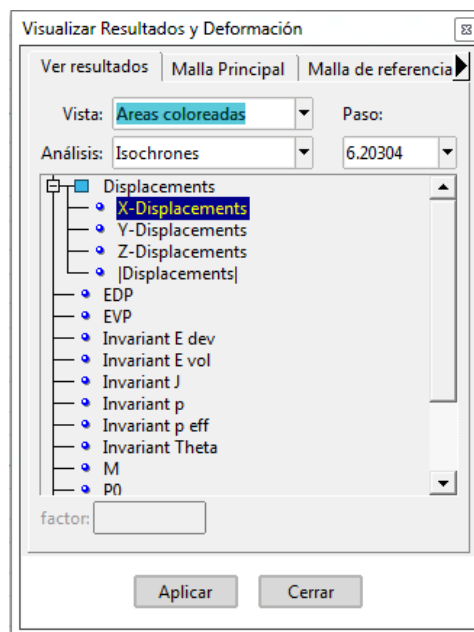 Visualizar Resultados y Deformación
Ver resultados Malla Principal Malla de referencia
Vista: Areas coloreadas Paso:
Análisis: Isochrones 6.20304
Displacements
X-Displacements
Y-Displacements
Z-Displacements
|Displacements|
EDP
EVP
Invariant E dev
Invariant E vol
Invariant J
Invariant p
Invariant p eff
Invariant Theta
M
P0
factor:
Aplicar Cerrar